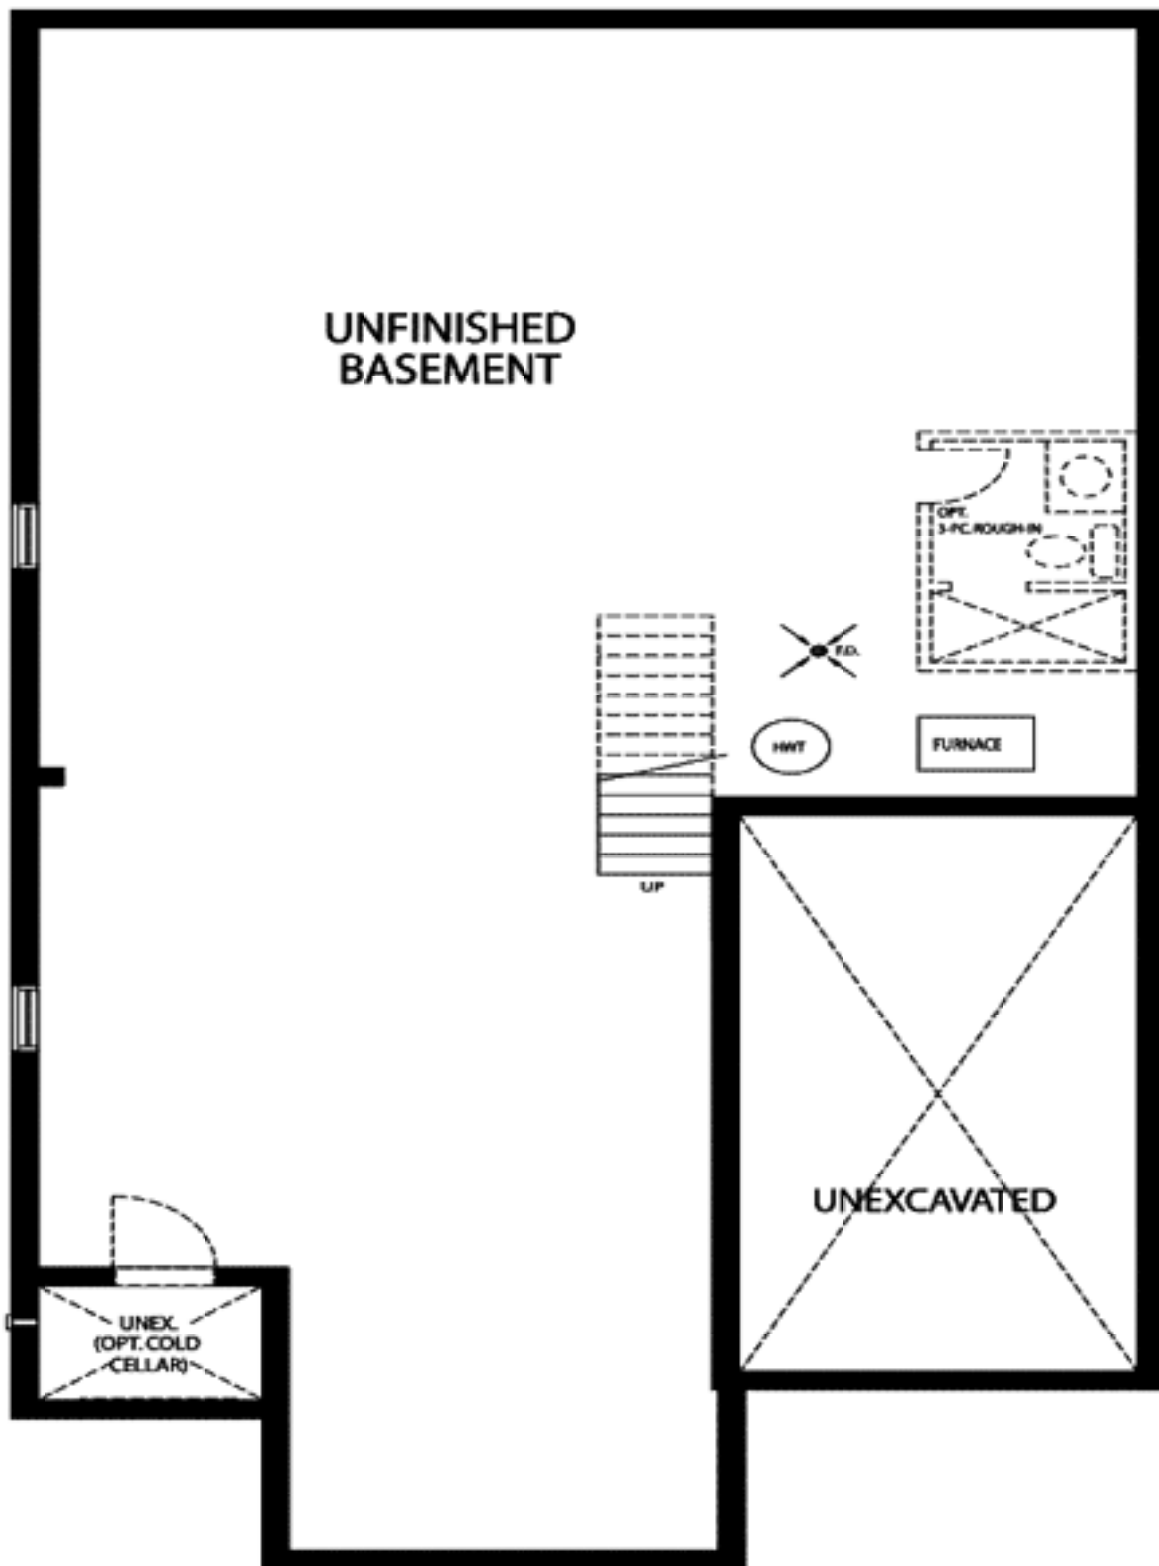 UNFINISHED
BASEMENT
OPT.
3-PC. ROUGH-IN
F.D.
HWT
FURNACE
UP
UNEXCAVATED
UNEX.
(OPT. COLD
CELLAR)